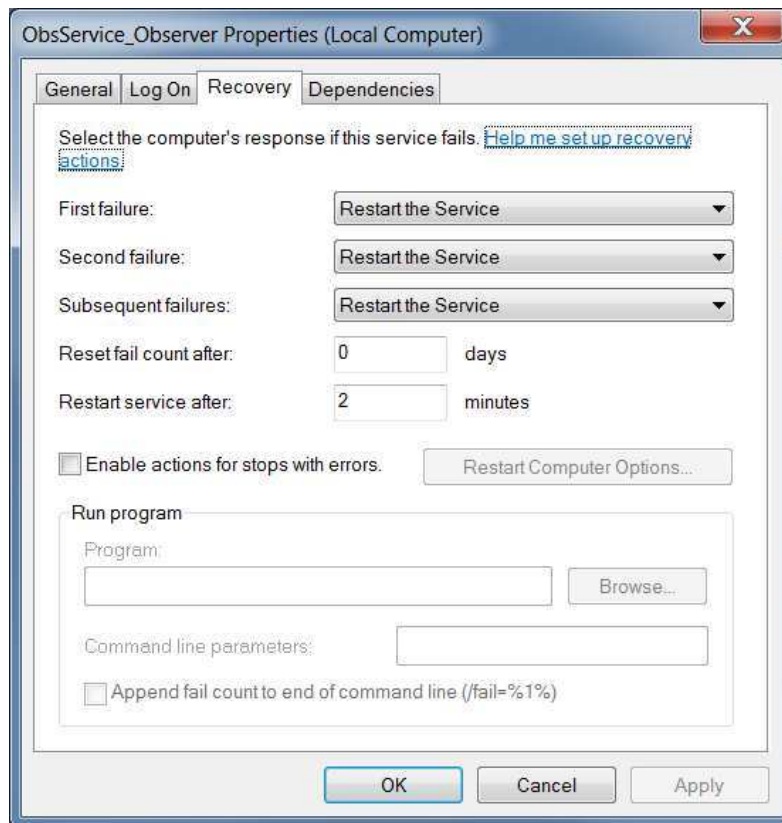 ObsService_Observer Properties (Local Computer)
General Log On Recovery Dependencies
Select the computer's response if this service fails. Help me set up recovery
actions.
First failure: Restart the Service
Second failure: Restart the Service
Subsequent failures: Restart the Service
Reset fail count after: 0 days
Restart service after: 2 minutes
Enable actions for stops with errors. Restart Computer Options...
Run program
Program:
Browse...
Command line parameters:
Append fail count to end of command line (/fail=%1%)
OK Cancel Apply